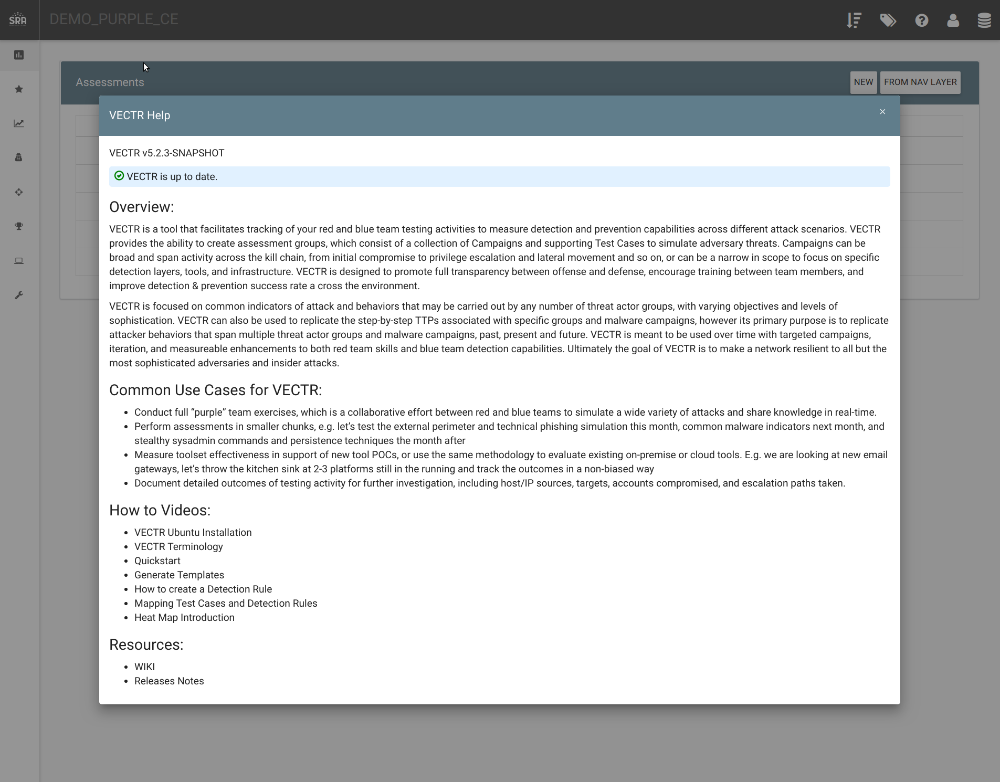 SRA
DEMO_PURPLE_CE
Assessments
NEW
FROM NAV LAYER
VECTR Help
×
VECTR v5.2.3-SNAPSHOT
VECTR is up to date.
Overview:
VECTR is a tool that facilitates tracking of your red and blue team testing activities to measure detection and prevention capabilities across different attack scenarios. VECTR
provides the ability to create assessment groups, which consist of a collection of Campaigns and supporting Test Cases to simulate adversary threats. Campaigns can be
broad and span activity across the kill chain, from initial compromise to privilege escalation and lateral movement and so on, or can be a narrow in scope to focus on specific
detection layers, tools, and infrastructure. VECTR is designed to promote full transparency between offense and defense, encourage training between team members, and
improve detection & prevention success rate a cross the environment.
VECTR is focused on common indicators of attack and behaviors that may be carried out by any number of threat actor groups, with varying objectives and levels of
sophistication. VECTR can also be used to replicate the step-by-step TTPs associated with specific groups and malware campaigns, however its primary purpose is to replicate
attacker behaviors that span multiple threat actor groups and malware campaigns, past, present and future. VECTR is meant to be used over time with targeted campaigns,
iteration, and measureable enhancements to both red team skills and blue team detection capabilities. Ultimately the goal of VECTR is to make a network resilient to all but the
most sophisticated adversaries and insider attacks.
Common Use Cases for VECTR:
• Conduct full “purple” team exercises, which is a collaborative effort between red and blue teams to simulate a wide variety of attacks and share knowledge in real-time.
• Perform assessments in smaller chunks, e.g. let’s test the external perimeter and technical phishing simulation this month, common malware indicators next month, and
stealthy sysadmin commands and persistence techniques the month after
• Measure toolset effectiveness in support of new tool POCs, or use the same methodology to evaluate existing on-premise or cloud tools. E.g. we are looking at new email
gateways, let’s throw the kitchen sink at 2-3 platforms still in the running and track the outcomes in a non-biased way
• Document detailed outcomes of testing activity for further investigation, including host/IP sources, targets, accounts compromised, and escalation paths taken.
How to Videos:
• VECTR Ubuntu Installation
• VECTR Terminology
• Quickstart
• Generate Templates
• How to create a Detection Rule
• Mapping Test Cases and Detection Rules
• Heat Map Introduction
Resources:
• WIKI
• Releases Notes